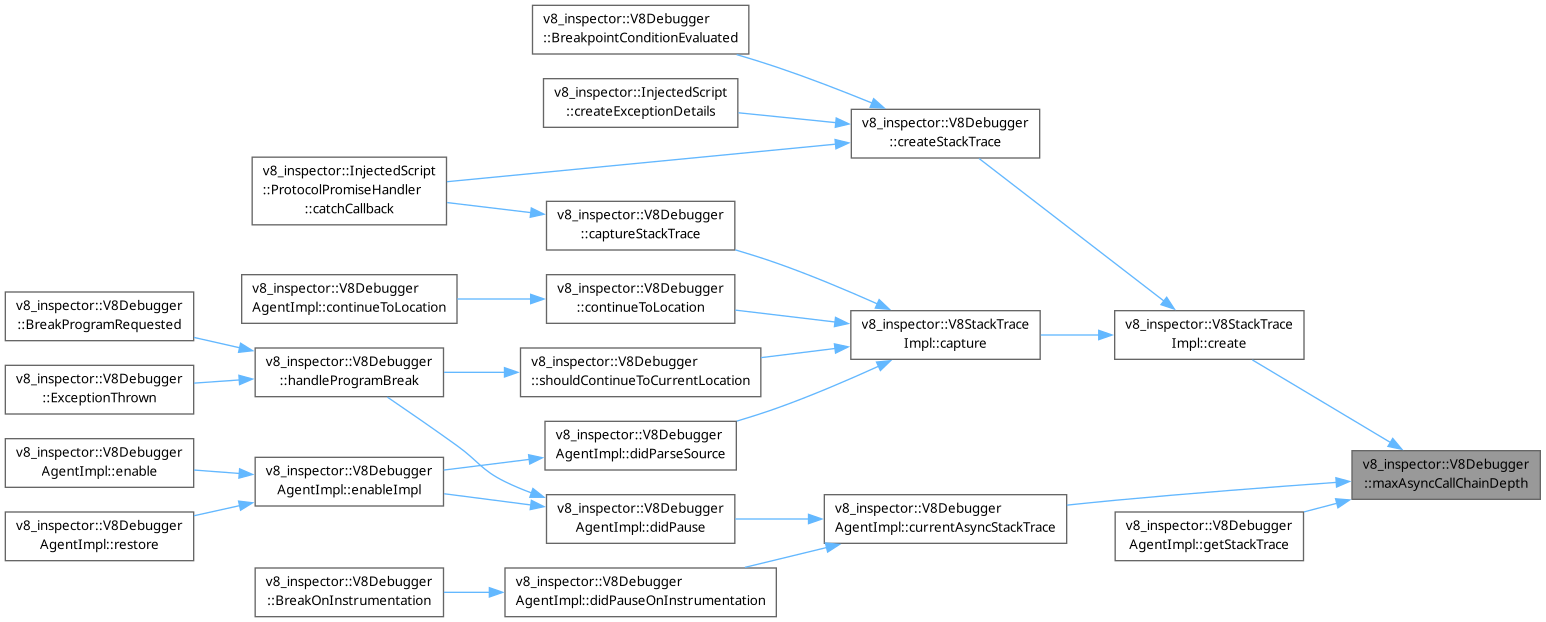 v8_inspector::V8Debugger
::BreakpointConditionEvaluated
v8_inspector::InjectedScript
::createExceptionDetails
v8_inspector::V8Debugger
::createStackTrace
v8_inspector::InjectedScript
::ProtocolPromiseHandler
::catchCallback
v8_inspector::V8Debugger
::captureStackTrace
v8_inspector::V8Debugger
AgentImpl::continueToLocation
v8_inspector::V8Debugger
::continueToLocation
v8_inspector::V8Debugger
::BreakProgramRequested
v8_inspector::V8StackTrace
Impl::capture
v8_inspector::V8StackTrace
Impl::create
v8_inspector::V8Debugger
::handleProgramBreak
v8_inspector::V8Debugger
::shouldContinueToCurrentLocation
v8_inspector::V8Debugger
::ExceptionThrown
v8_inspector::V8Debugger
AgentImpl::didParseSource
v8_inspector::V8Debugger
AgentImpl::enable
v8_inspector::V8Debugger
::maxAsyncCallChainDepth
v8_inspector::V8Debugger
AgentImpl::enableImpl
v8_inspector::V8Debugger
AgentImpl::didPause
v8_inspector::V8Debugger
AgentImpl::currentAsyncStackTrace
v8_inspector::V8Debugger
AgentImpl::getStackTrace
v8_inspector::V8Debugger
AgentImpl::restore
v8_inspector::V8Debugger
::BreakOnInstrumentation
v8_inspector::V8Debugger
AgentImpl::didPauseOnInstrumentation